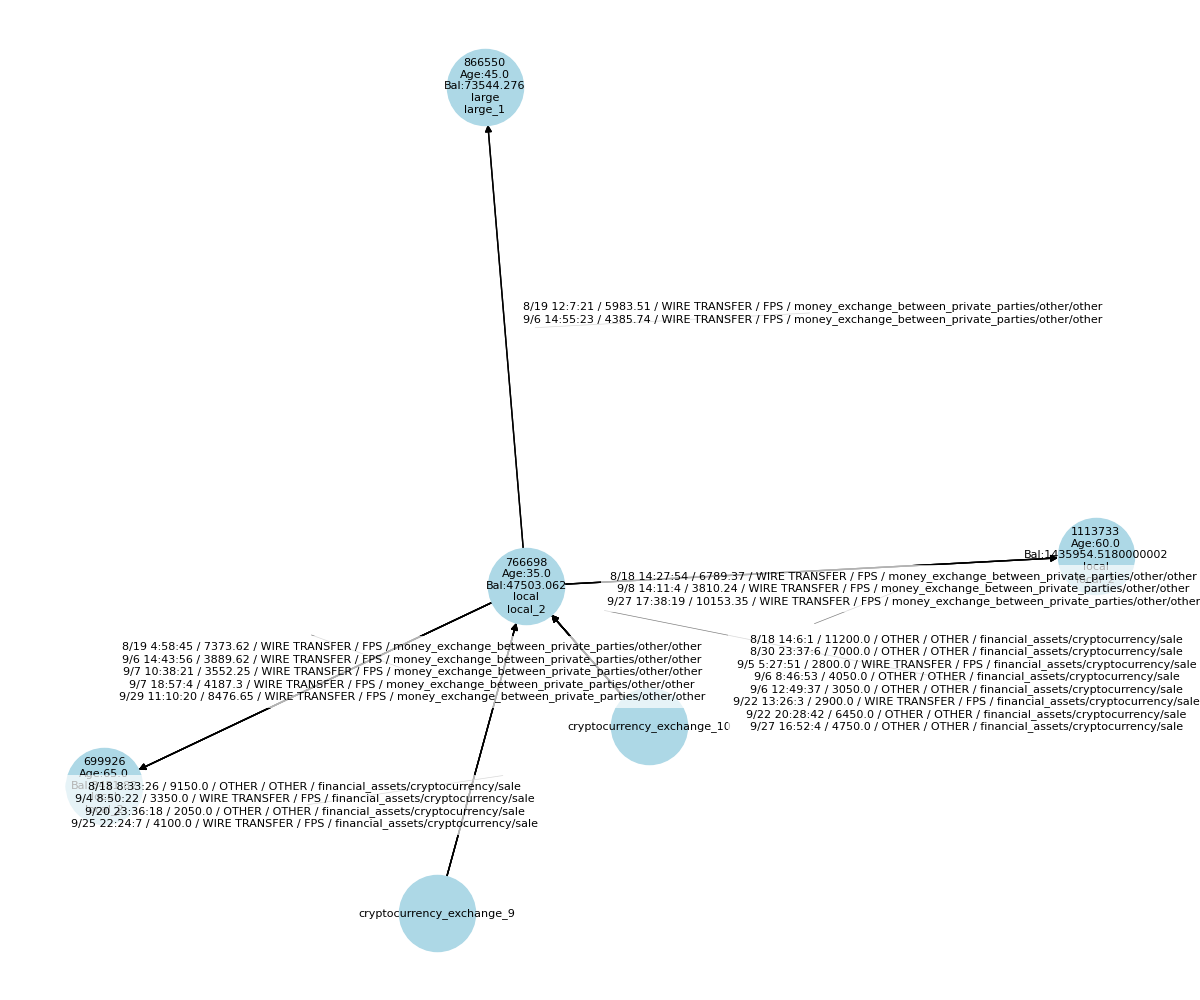 866550
Age:45.0
Bal:73544.276
large
large_1
8/19 12:7:21 / 5983.51 / WIRE TRANSFER / FPS / money_exchange_between_private_parties/other/other
9/6 14:55:23 / 4385.74 / WIRE TRANSFER / FPS / money_exchange_between_private_parties/other/other
1113733
Age:60.0
Bal:1435954.5180000002
local
766698
Age:35.0
Bal:47503.062
local
local_2
8/18 14:27:54 / 6789.37 / WIRE TRANSFER / FPS / money_exchange_between_private_parties/other/other
9/8 14:11:4 / 3810.24 / WIRE TRANSFER / FPS / money_exchange_between_private_parties/other/other
9/27 17:38:19 / 10153.35 / WIRE TRANSFER / FPS / money_exchange_between_private_parties/other/other
8/19 4:58:45 / 7373.62 / WIRE TRANSFER / FPS / money_exchange_between_private_parties/other/other
9/6 14:43:56 / 3889.62 / WIRE TRANSFER / FPS / money_exchange_between_private_parties/other/other
9/7 10:38:21 / 3552.25 / WIRE TRANSFER / FPS / money_exchange_between_private_parties/other/other
9/7 18:57:4 / 4187.3 / WIRE TRANSFER / FPS / money_exchange_between_private_parties/other/other
9/29 11:10:20 / 8476.65 / WIRE TRANSFER / FPS / money_exchange_between_private_parties/other/other
8/18 14:6:1 / 11200.0 / OTHER / OTHER / financial_assets/cryptocurrency/sale
8/30 23:37:6 / 7000.0 / OTHER / OTHER / financial_assets/cryptocurrency/sale
9/5 5:27:51 / 2800.0 / WIRE TRANSFER / FPS / financial_assets/cryptocurrency/sale
9/6 8:46:53 / 4050.0 / OTHER / OTHER / financial_assets/cryptocurrency/sale
9/6 12:49:37 / 3050.0 / OTHER / OTHER / financial_assets/cryptocurrency/sale
9/22 13:26:3 / 2900.0 / WIRE TRANSFER / FPS / financial_assets/cryptocurrency/sale
9/22 20:28:42 / 6450.0 / OTHER / OTHER / financial_assets/cryptocurrency/sale
9/27 16:52:4 / 4750.0 / OTHER / OTHER / financial_assets/cryptocurrency/sale
cryptocurrency_exchange_10
699926
Age:65.0
8/18 8:33:26 / 9150.0 / OTHER / OTHER / financial_assets/cryptocurrency/sale
9/4 8:50:22 / 3350.0 / WIRE TRANSFER / FPS / financial_assets/cryptocurrency/sale
9/20 23:36:18 / 2050.0 / OTHER / OTHER / financial_assets/cryptocurrency/sale
9/25 22:24:7 / 4100.0 / WIRE TRANSFER / FPS / financial_assets/cryptocurrency/sale
cryptocurrency_exchange_9